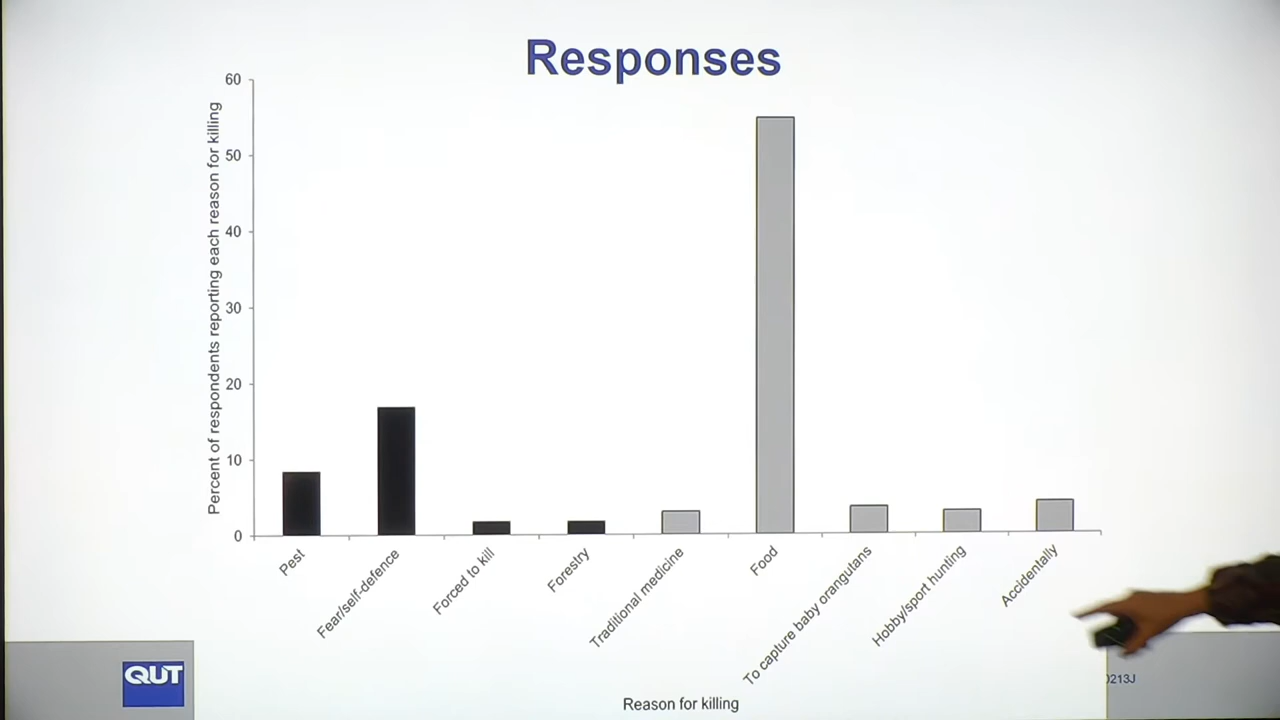 Responses
Percent of respondents reporting each reason for killing
60
50
40
30
20
10
0
Pest
Fear/self-defence
Forced to kill
Forestry
Traditional medicine
Food
To capture baby orangutans
Hobby/sport hunting
Accidentally
Reason for killing
QUT
0213J